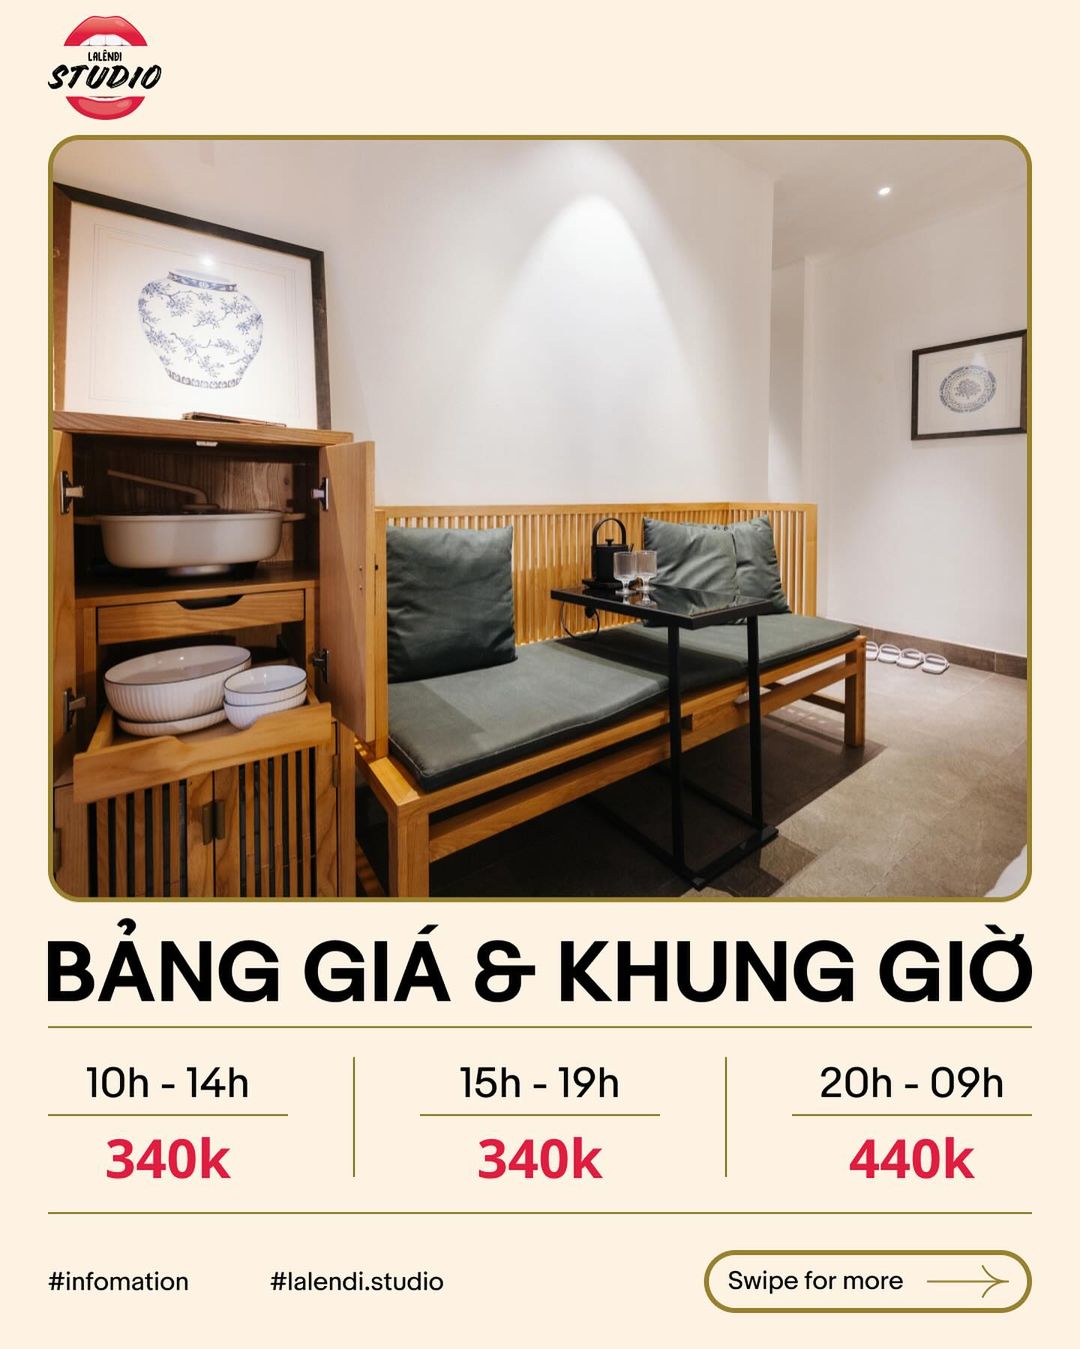 LALÊNĐI
STUDIO
BẢNG GIÁ & KHUNG GIỜ
10h - 14h
340k
15h - 19h
340k
20h - 09h
440k
#infomation
#lalendi.studio
Swipe for more